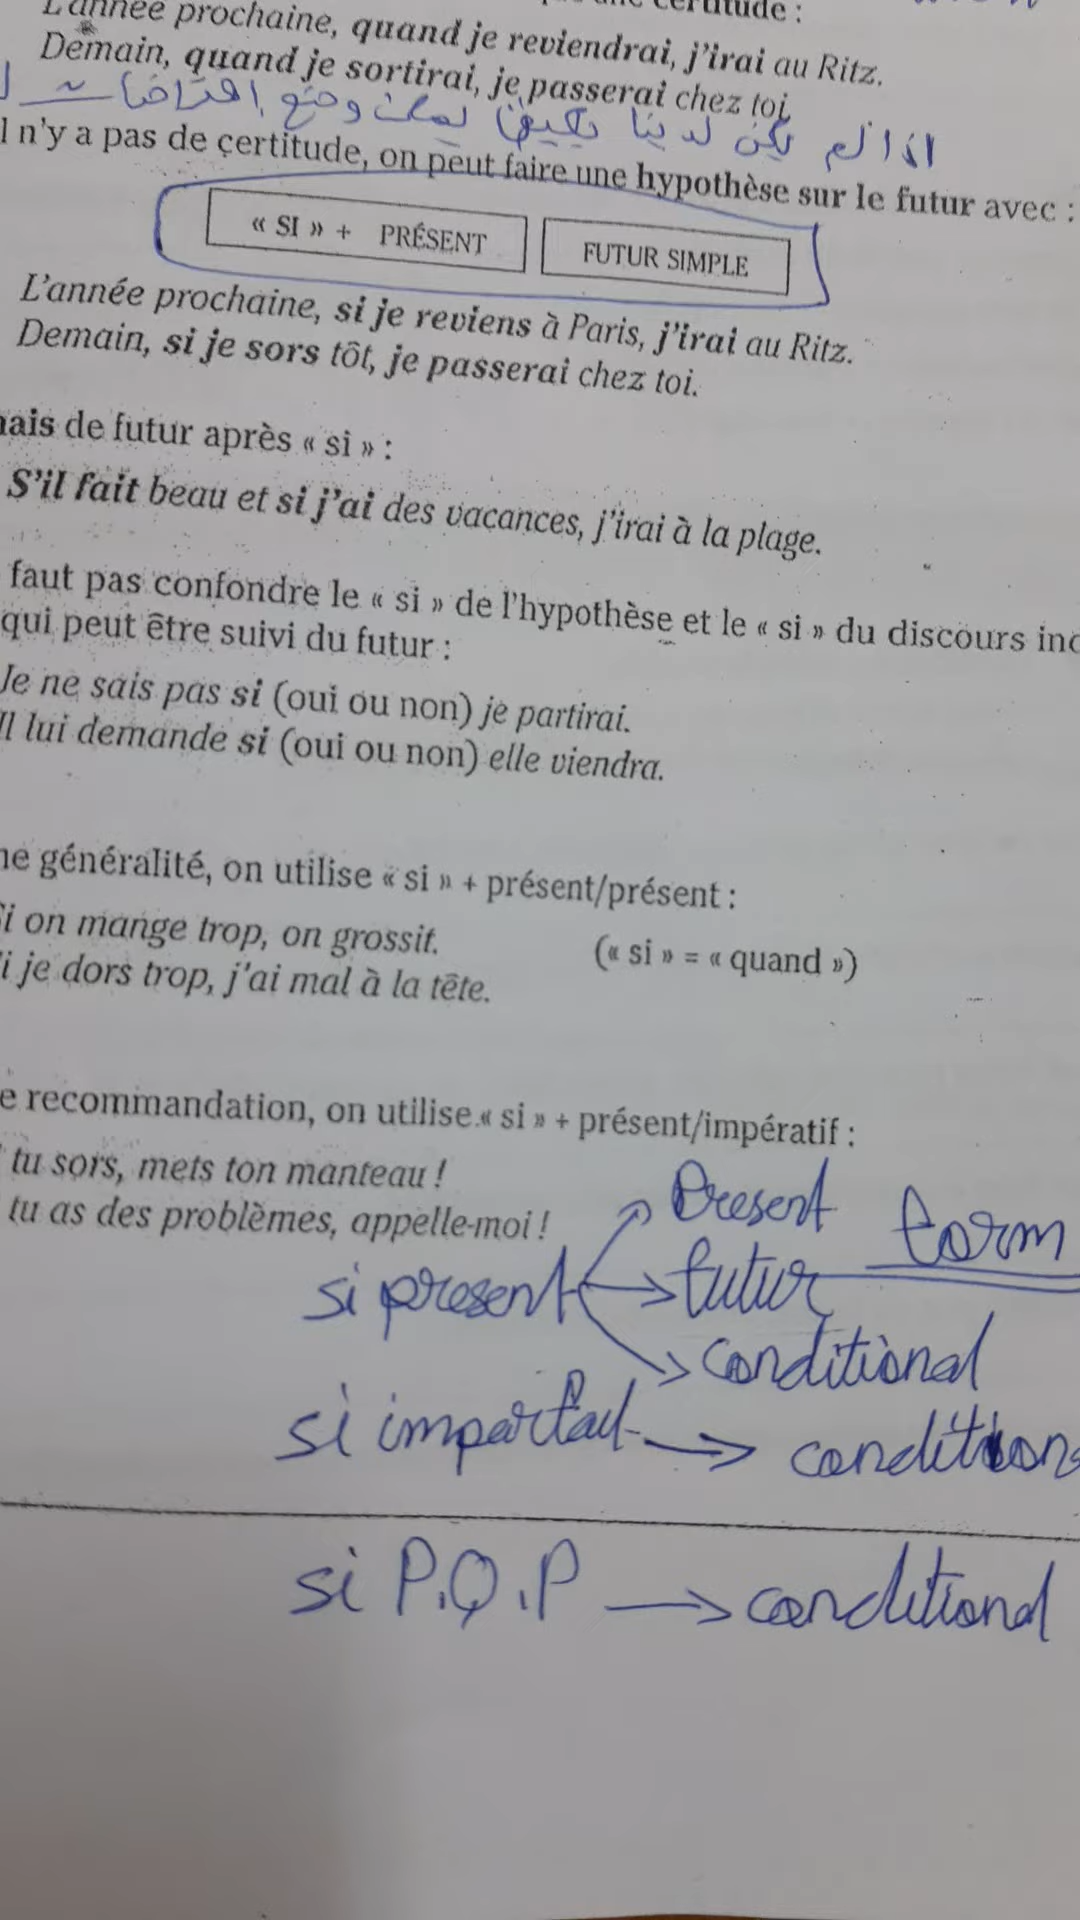 certitude :
L'année prochaine, quand je reviendrai, j'irai au Ritz.
Demain, quand je sortirai, je passerai chez toi.
اذا لم يكن لدينا
l n'y a pas de certitude, on peut faire une hypothèse sur le futur avec :
« SI » + PRÉSENT FUTUR SIMPLE
L'année prochaine, si je reviens à Paris, j'irai au Ritz.
Demain, si je sors tôt, je passerai chez toi.
mais de futur après « si » :
S'il fait beau et si j'ai des vacances, j'irai à la plage.
faut pas confondre le « si » de l'hypothèse et le « si » du discours ind
qui peut être suivi du futur :
Je ne sais pas si (oui ou non) je partirai.
Il lui demande si (oui ou non) elle viendra.
ne généralité, on utilise « si » + présent/présent :
Si on mange trop, on grossit.
(« si » = « quand »)
i je dors trop, j'ai mal à la tête.
e recommandation, on utilise « si » + présent/impératif :
tu sors, mets ton manteau !
tu as des problèmes, appelle-moi !
Present
si present → futur form
conditional
si imparfait → condition
si P.Q.P → conditional